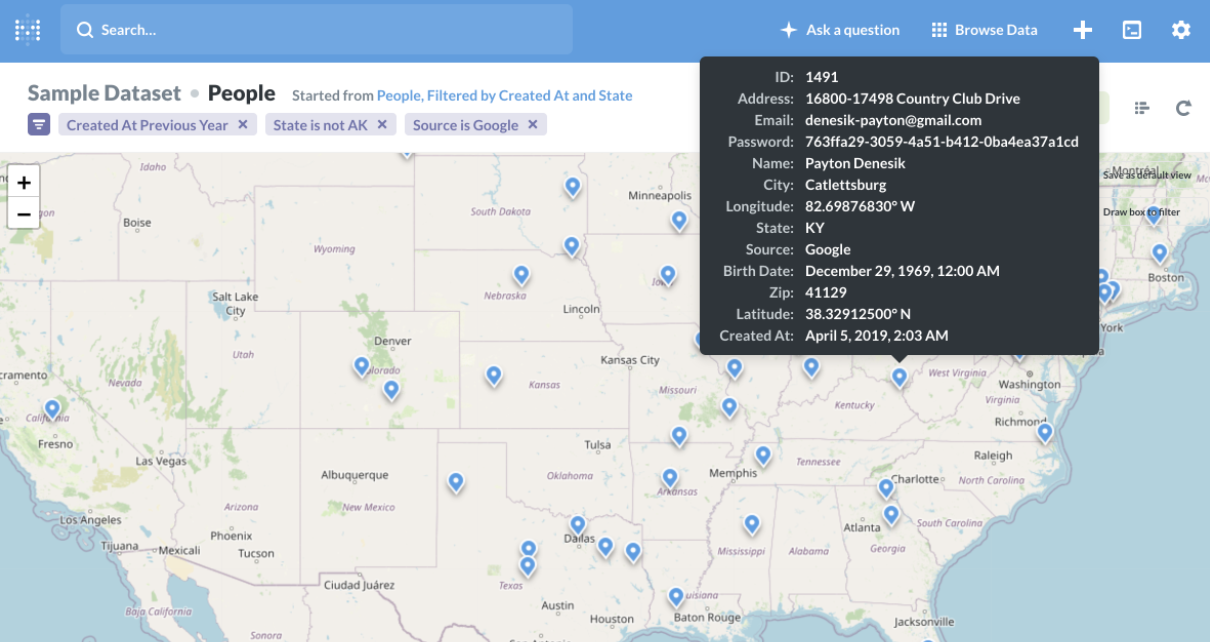 Search...
Ask a question
Browse Data
Sample Dataset • People Started from People, Filtered by Created At and State
Created At Previous Year ×
State is not AK ×
Source is Google ×
ID: 1491
Address: 16800-17498 Country Club Drive
Email: denesik-payton@gmail.com
Password: 763ffa29-3059-4a51-b412-0ba4ea37a1cd
Name: Payton Denesik
City: Catlettsburg
Longitude: 82.69876830° W
State: KY
Source: Google
Birth Date: December 29, 1969, 12:00 AM
Zip: 41129
Latitude: 38.32912500° N
Created At: April 5, 2019, 2:03 AM
+
−
Save as default view
Draw box to filter
Idaho
Montréal
Minneapolis
South Dakota
Boise
Wyoming
Boston
Nebraska
Iowa
Salt Lake
City
Lincoln
York
Denver
Utah
Kansas City
Colorado
West Virginia
Nevada
Kansas
Missouri
Washington
Kentucky
Virginia
California
Richmond
Fresno
Tulsa
Raleigh
Las Vegas
Tennessee
Albuquerque
Oklahoma
Memphis
Charlotte
North Carolina
Arkansas
Arizona
New Mexico
Los Angeles
Atlanta
South Carolina
Phoenix
Dallas
Tijuana
Mexicali
Tucson
Mississippi
Alabama
Georgia
Ciudad Juárez
Texas
Baja California
Austin
Houston
Baton Rouge
Jacksonville
Sonora